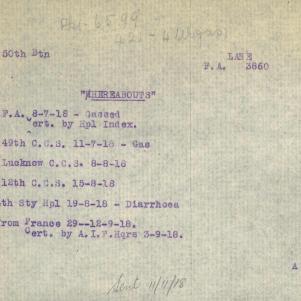 50th Btn
LANE
F.A. 3860
"WHEREABOUTS"
F.A. 8-7-18 - Gassed
Cert. by Hpl Index.
49th C.C.S. 11-7-18 - Gas
Lucknow C.C.S. 8-8-18
12th C.C.S. 15-8-18
th Sty Hpl 19-8-18 - Diarrhoea
from France 29--12-9-18.
Cert. by A.I.F.Hqrs 3-9-18.
A
Sent 11/11/18